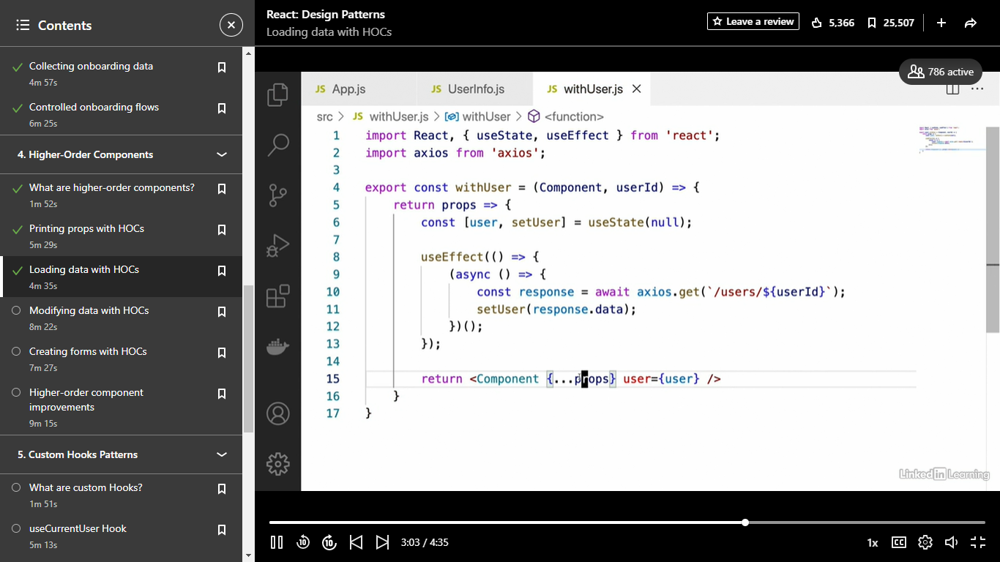 Contents
Collecting onboarding data
4m 57s
Controlled onboarding flows
6m 25s
4. Higher-Order Components
What are higher-order components?
1m 52s
Printing props with HOCs
5m 29s
Loading data with HOCs
4m 35s
Modifying data with HOCs
8m 22s
Creating forms with HOCs
7m 27s
Higher-order component
improvements
9m 15s
5. Custom Hooks Patterns
What are custom Hooks?
1m 51s
useCurrentUser Hook
5m 13s
React: Design Patterns
Loading data with HOCs
Leave a review 5,366 25,507
786 active
JS App.js JS UserInfo.js JS withUser.js
src > JS withUser.js > withUser > <function>
1 import React, { useState, useEffect } from 'react';
2 import axios from 'axios';
3
4 export const withUser = (Component, userId) => {
5 return props => {
6 const [user, setUser] = useState(null);
7
8 useEffect(() => {
9 (async () => {
10 const response = await axios.get(`/users/${userId}`);
11 setUser(response.data);
12 })();
13 });
14
15 return <Component {...props} user={user} />
16 }
17 }
LinkedIn Learning
10 10 3:03 / 4:35 1x CC